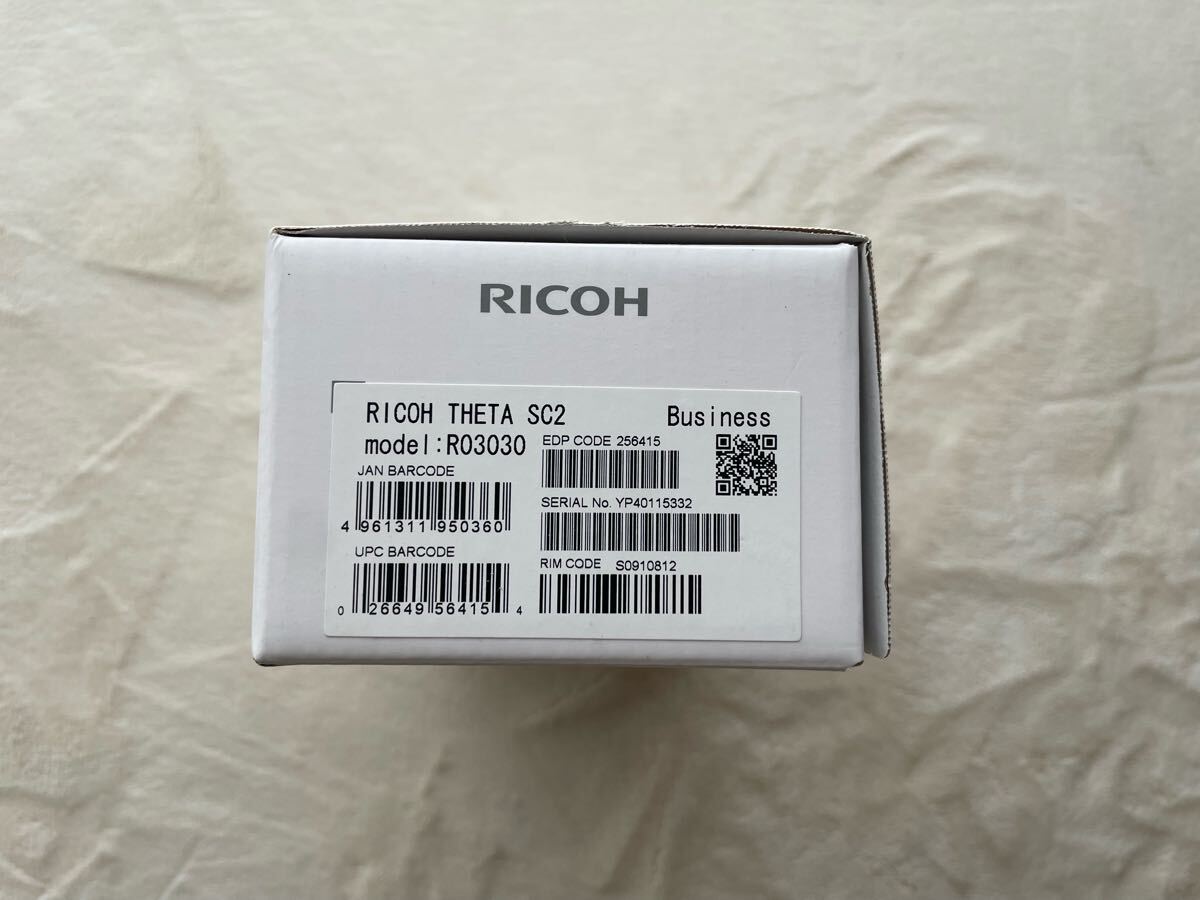 RICOH
RICOH THETA SC2 Business
model:R03030
EDP CODE 256415
JAN BARCODE
4 961311 950360
SERIAL No. YP40115332
UPC BARCODE
0 26649 56415 4
RIM CODE S0910812